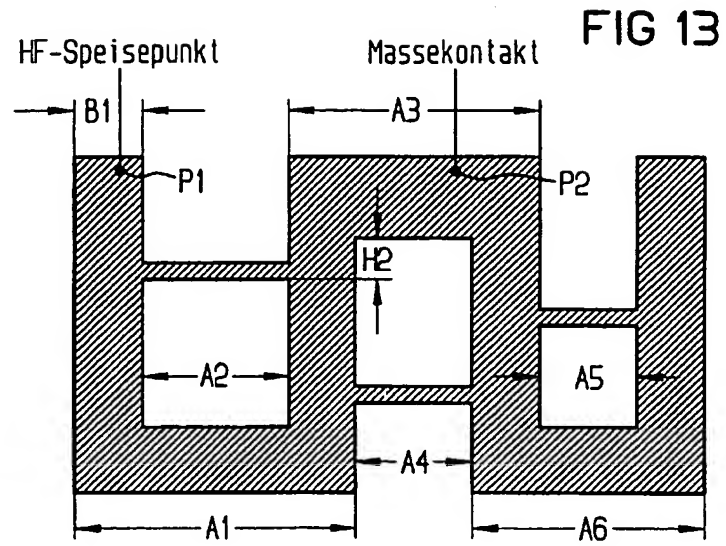 FIG 13
HF-Speisepunkt
Massekontakt
B1
A3
P1
P2
H2
A2
A5
A4
A1
A6